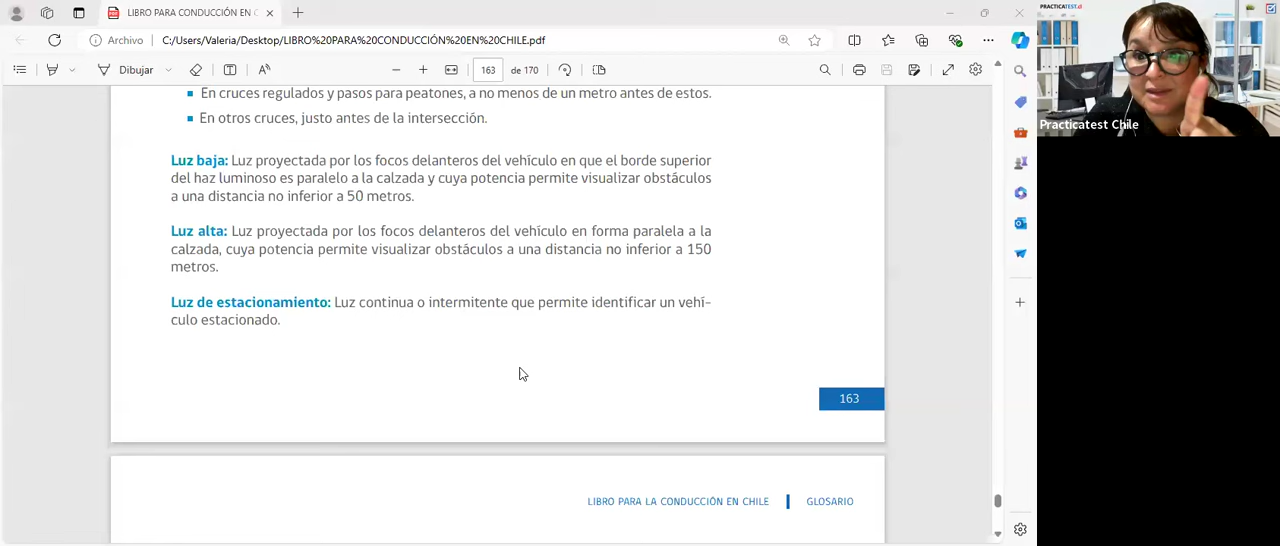 LIBRO PARA CONDUCCIÓN EN C
Archivo
C:/Users/Valeria/Desktop/LIBRO%20PARA%20CONDUCCIÓN%20EN%20CHILE.pdf
Dibujar
163
de 170
PRACTICATEST.cl
Practicatest Chile
En cruces regulados y pasos para peatones, a no menos de un metro antes de estos.
En otros cruces, justo antes de la intersección.
Luz baja: Luz proyectada por los focos delanteros del vehículo en que el borde superior
del haz luminoso es paralelo a la calzada y cuya potencia permite visualizar obstáculos
a una distancia no inferior a 50 metros.
Luz alta: Luz proyectada por los focos delanteros del vehículo en forma paralela a la
calzada, cuya potencia permite visualizar obstáculos a una distancia no inferior a 150
metros.
Luz de estacionamiento: Luz continua o intermitente que permite identificar un vehí-
culo estacionado.
163
LIBRO PARA LA CONDUCCIÓN EN CHILE | GLOSARIO